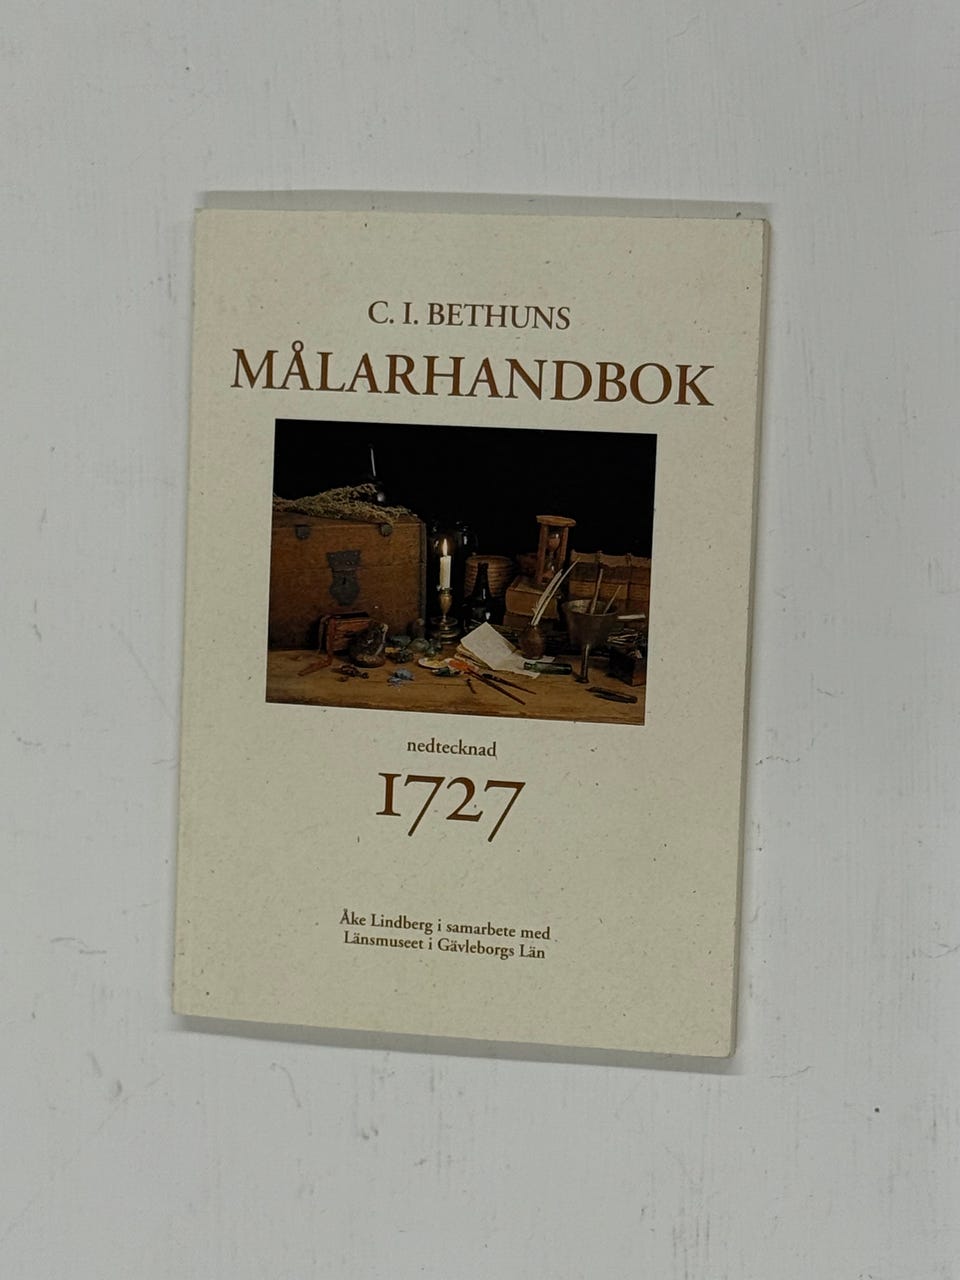 C. I. BETHUNS
MÅLARHANDBOK
nedtecknad
1727
Åke Lindberg i samarbete med
Länsmuseet i Gävleborgs Län